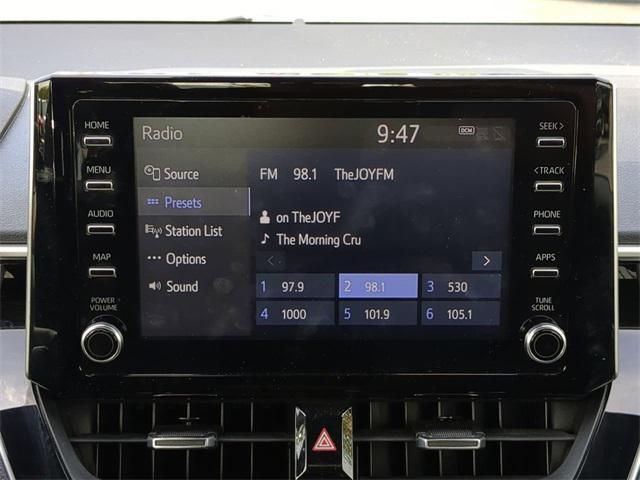 Radio 9:47 DCM
HOME
MENU
AUDIO
MAP
POWER
VOLUME
Source
Presets
Station List
Options
Sound
FM 98.1 TheJOYFM
on TheJOYF
The Morning Cru
< >
1 97.9 2 98.1 3 530
4 1000 5 101.9 6 105.1
SEEK >
< TRACK
PHONE
APPS
TUNE
SCROLL